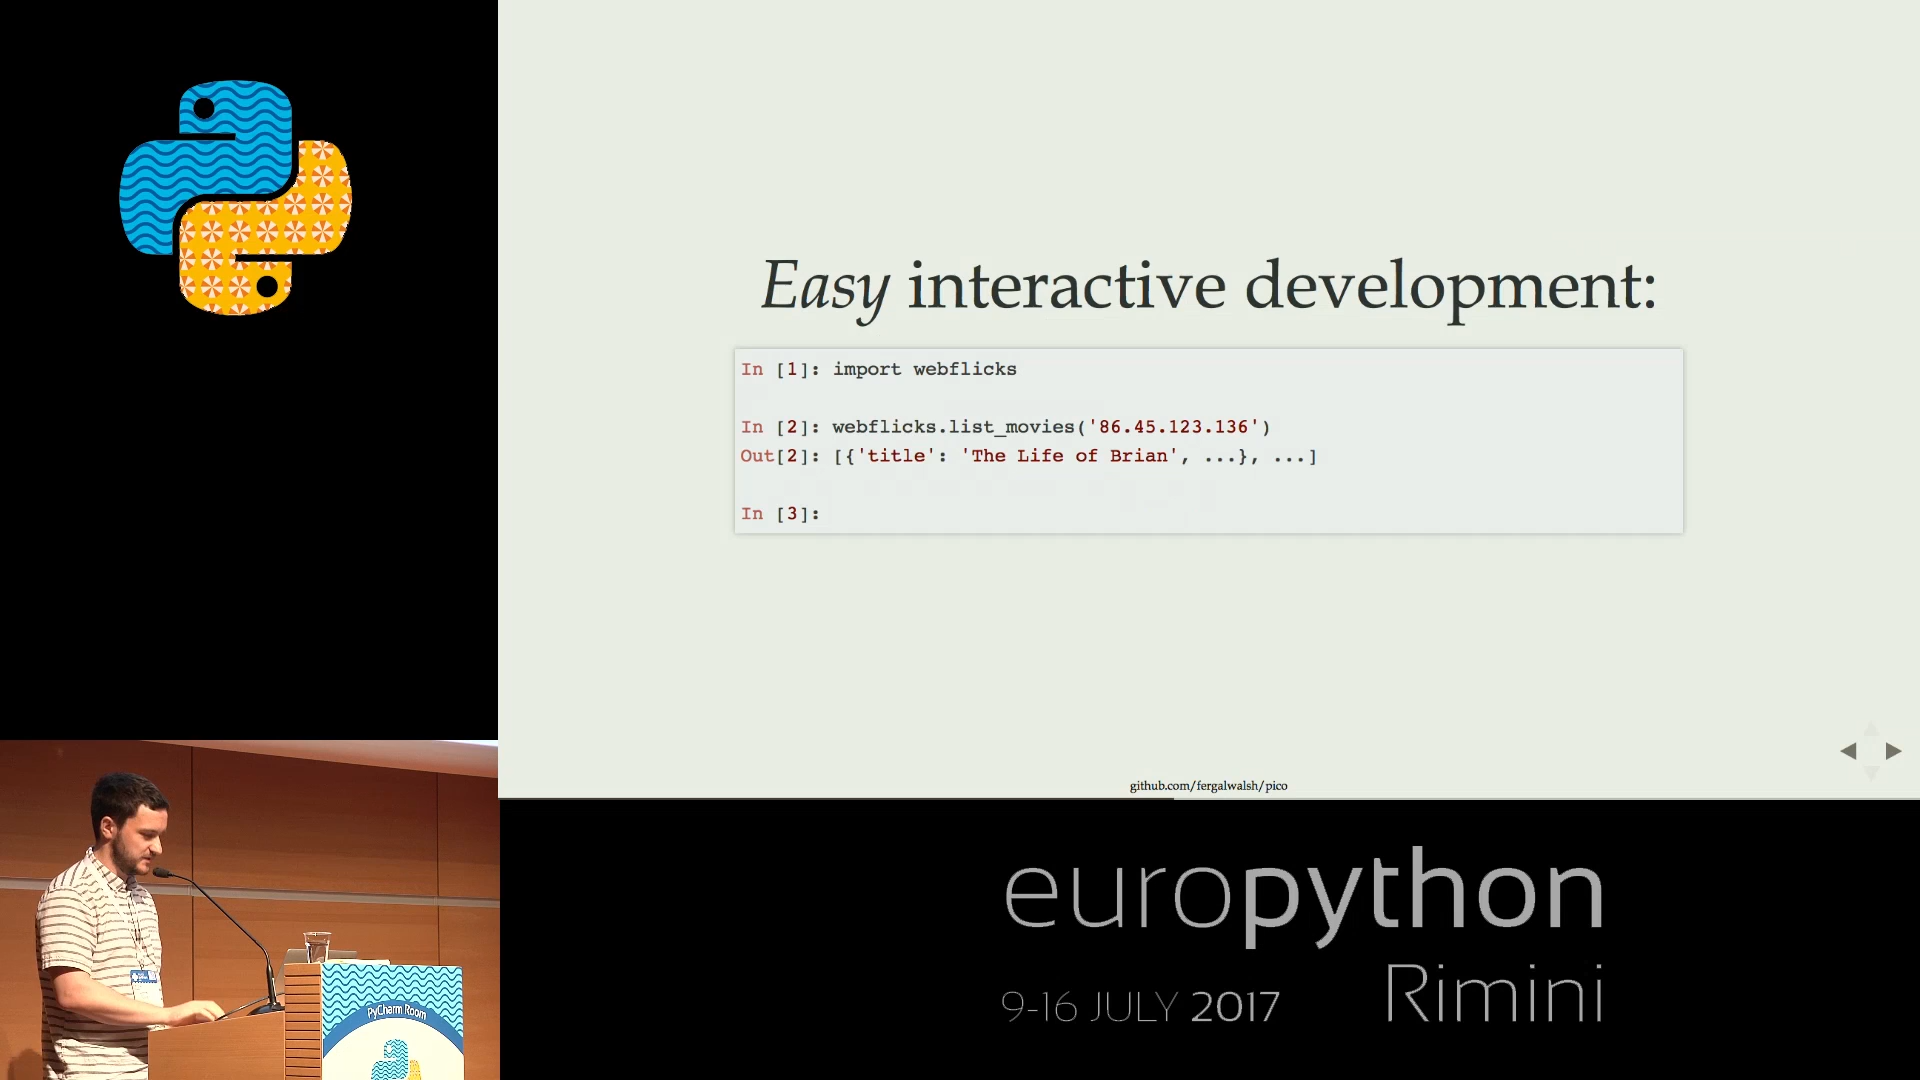 Easy interactive development:
In [1]: import webflicks
In [2]: webflicks.list_movies('86.45.123.136')
Out[2]: [{'title': 'The Life of Brian', ...}, ...]
In [3]:
github.com/fergalwalsh/pico
europython
9-16 JULY 2017
Rimini
PyCharm Room